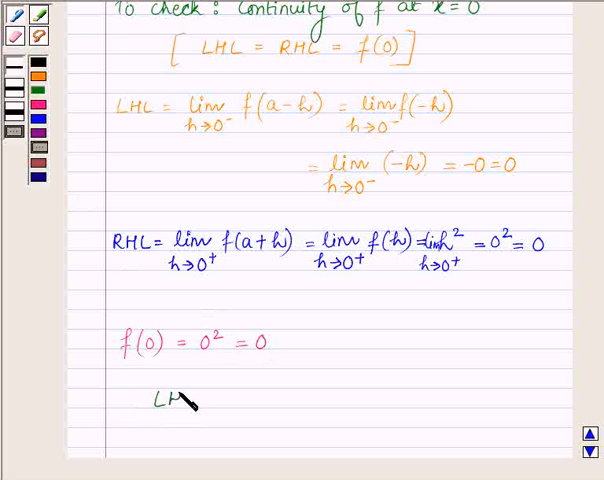 To check: Continuity of f at x = 0
[ LHL = RHL = f(0) ]
LHL = lim h→0⁻ f(a-h) = lim h→0⁻ f(-h)
= lim h→0⁻ (-h) = -0 = 0
RHL = lim h→0⁺ f(a+h) = lim h→0⁺ f(h) = lim h→0⁺ h² = 0² = 0
f(0) = 0² = 0
LH